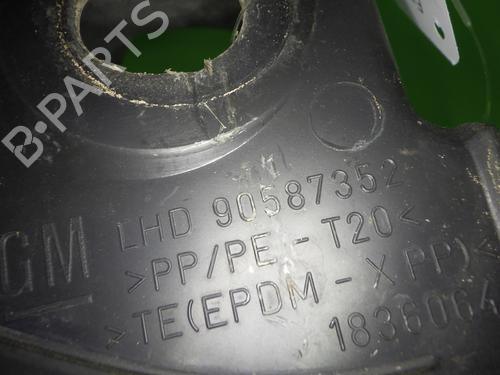 B-PARTS
GM
LHD 90587352
>PP/PE - T20<
>TE(EPDM - X PP)<
1836064